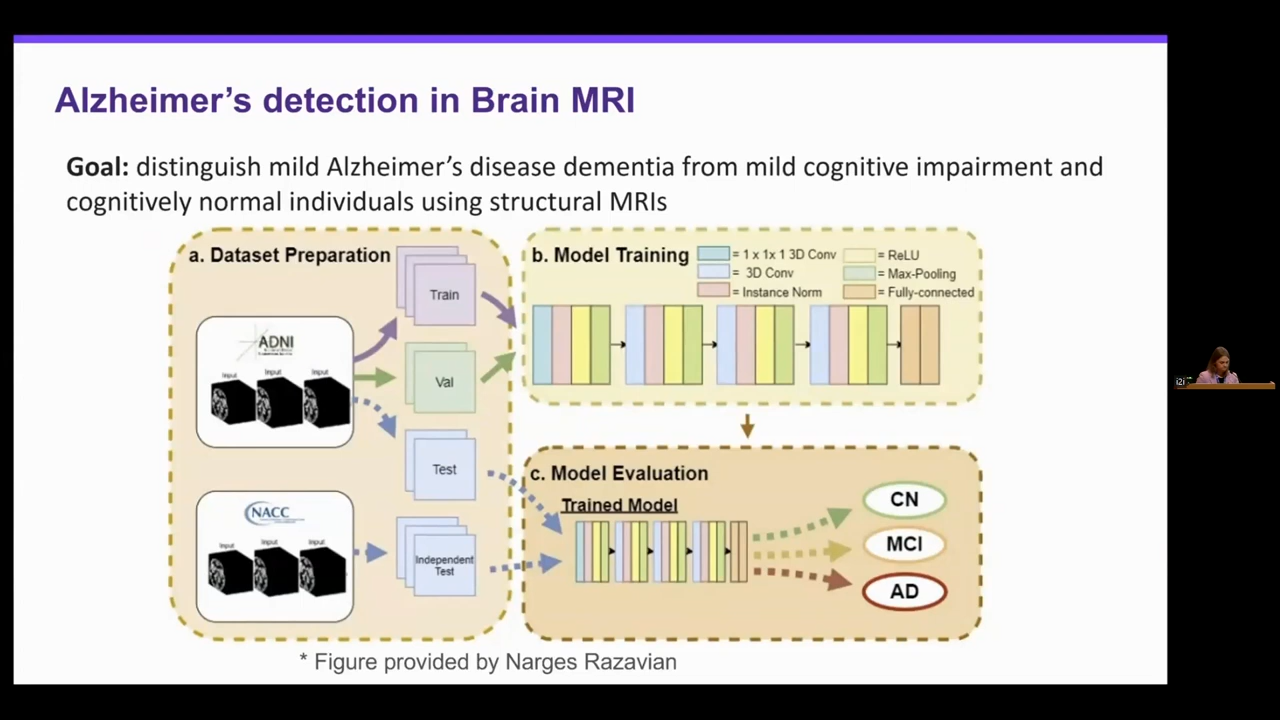 Alzheimer's detection in Brain MRI
Goal: distinguish mild Alzheimer's disease dementia from mild cognitive impairment and
cognitively normal individuals using structural MRIs
a. Dataset Preparation
Train
ADNI
Input
Input
Input
Val
Test
NACC
Input
Input
Input
Independent
Test
b. Model Training
= 1 x 1x 1 3D Conv
= 3D Conv
= Instance Norm
= ReLU
= Max-Pooling
= Fully-connected
c. Model Evaluation
Trained Model
CN
MCI
AD
* Figure provided by Narges Razavian